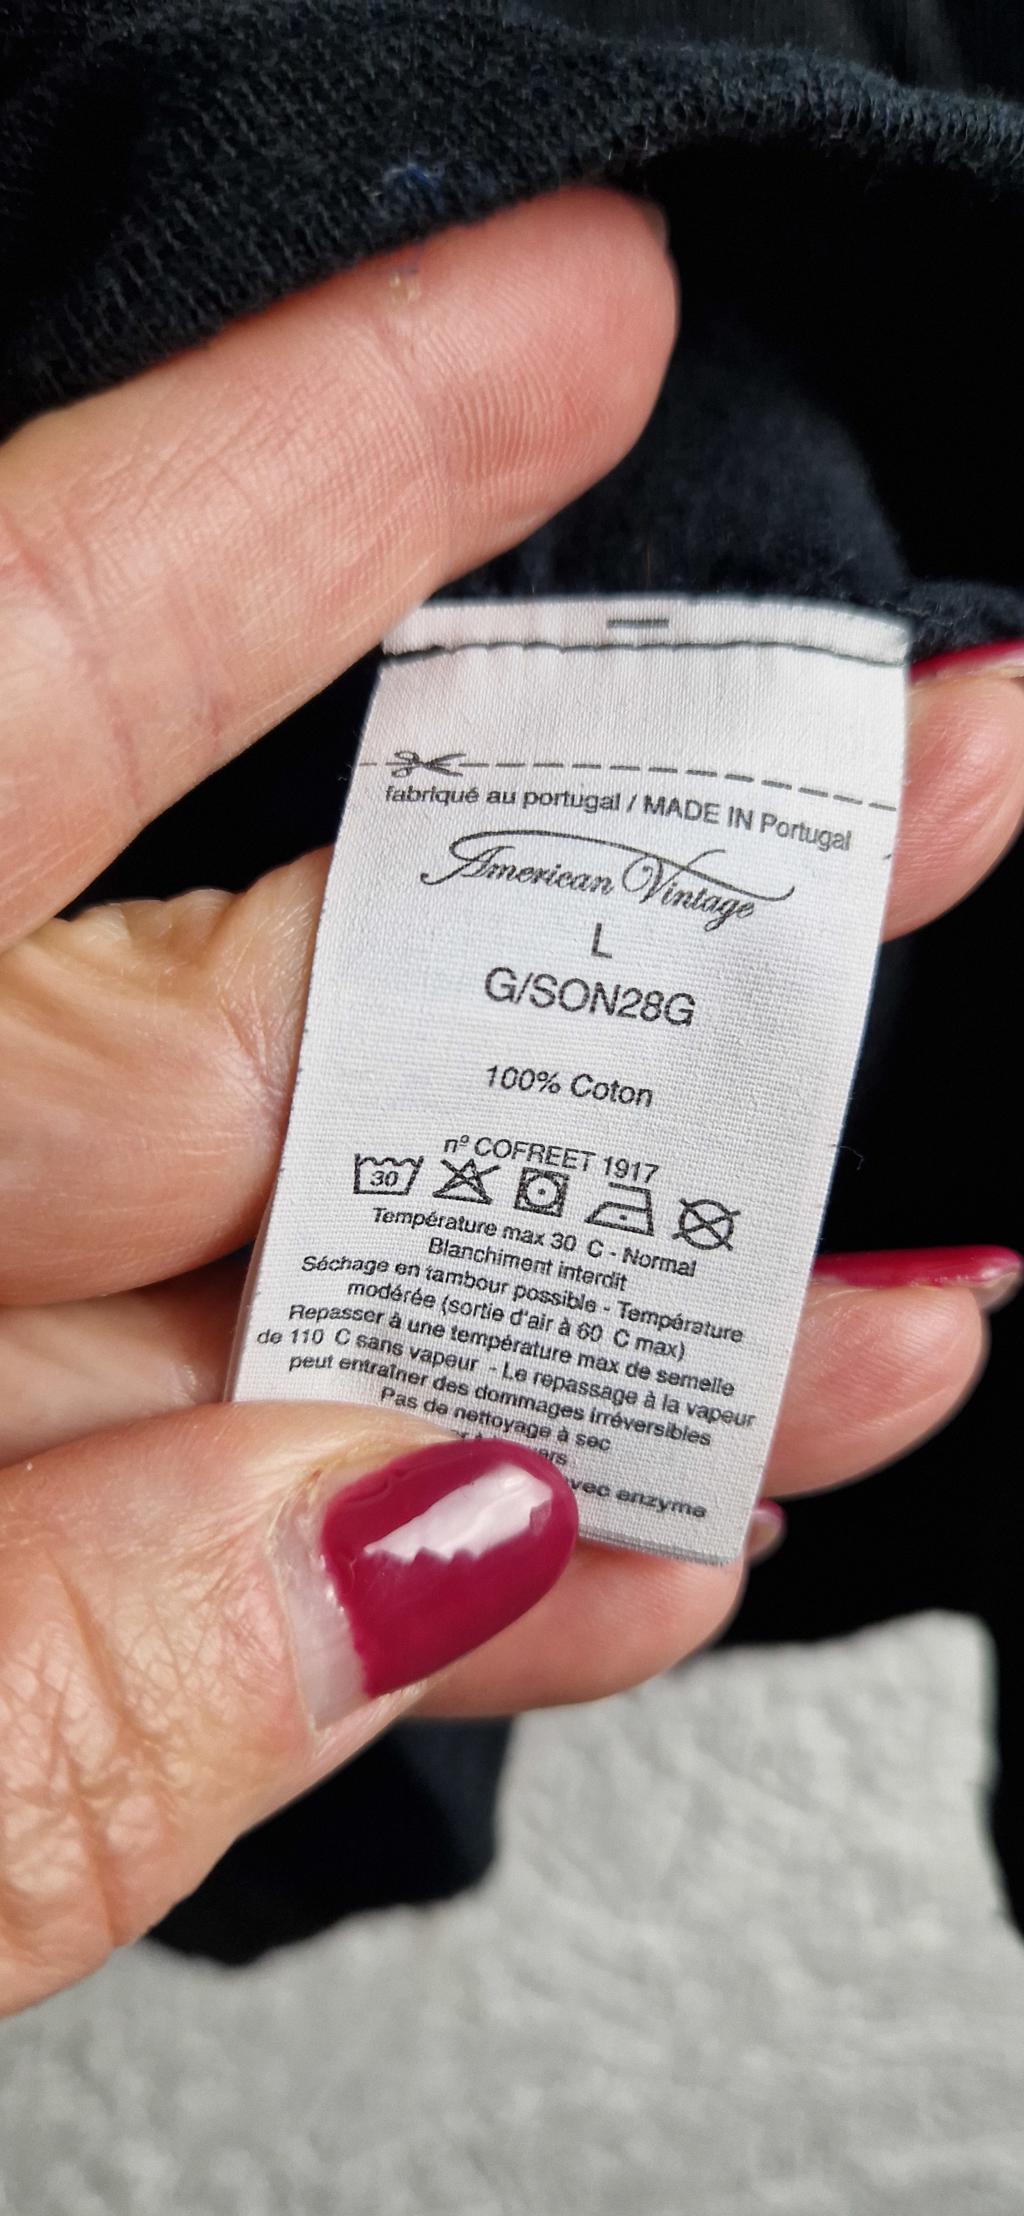 fabriqué au portugal / MADE IN Portugal
American Vintage
L
G/SON28G
100% Coton
nº COFREET 1917
30
Température max 30 C - Normal
Blanchiment interdit
Séchage en tambour possible - Température
modérée (sortie d'air à 60 C max)
Repasser à une température max de semelle
de 110 C sans vapeur - Le repassage à la vapeur
peut entraîner des dommages irréversibles
Pas de nettoyage à sec
avec enzyme